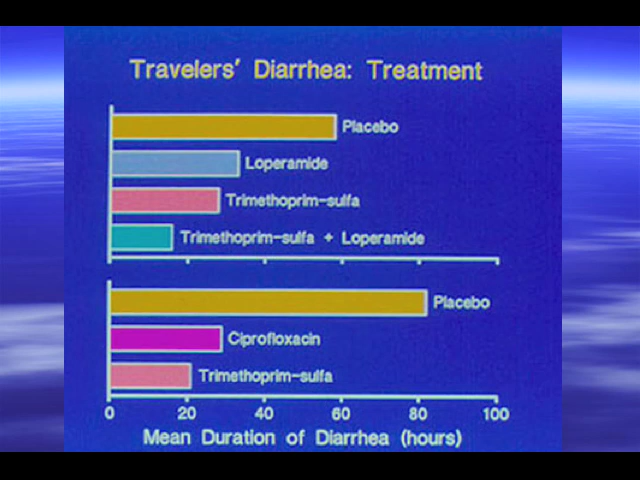 Travelers' Diarrhea: Treatment
Placebo
Loperamide
Trimethoprim-sulfa
Trimethoprim-sulfa + Loperamide
Placebo
Ciprofloxacin
Trimethoprim-sulfa
0 20 40 60 80 100
Mean Duration of Diarrhea (hours)